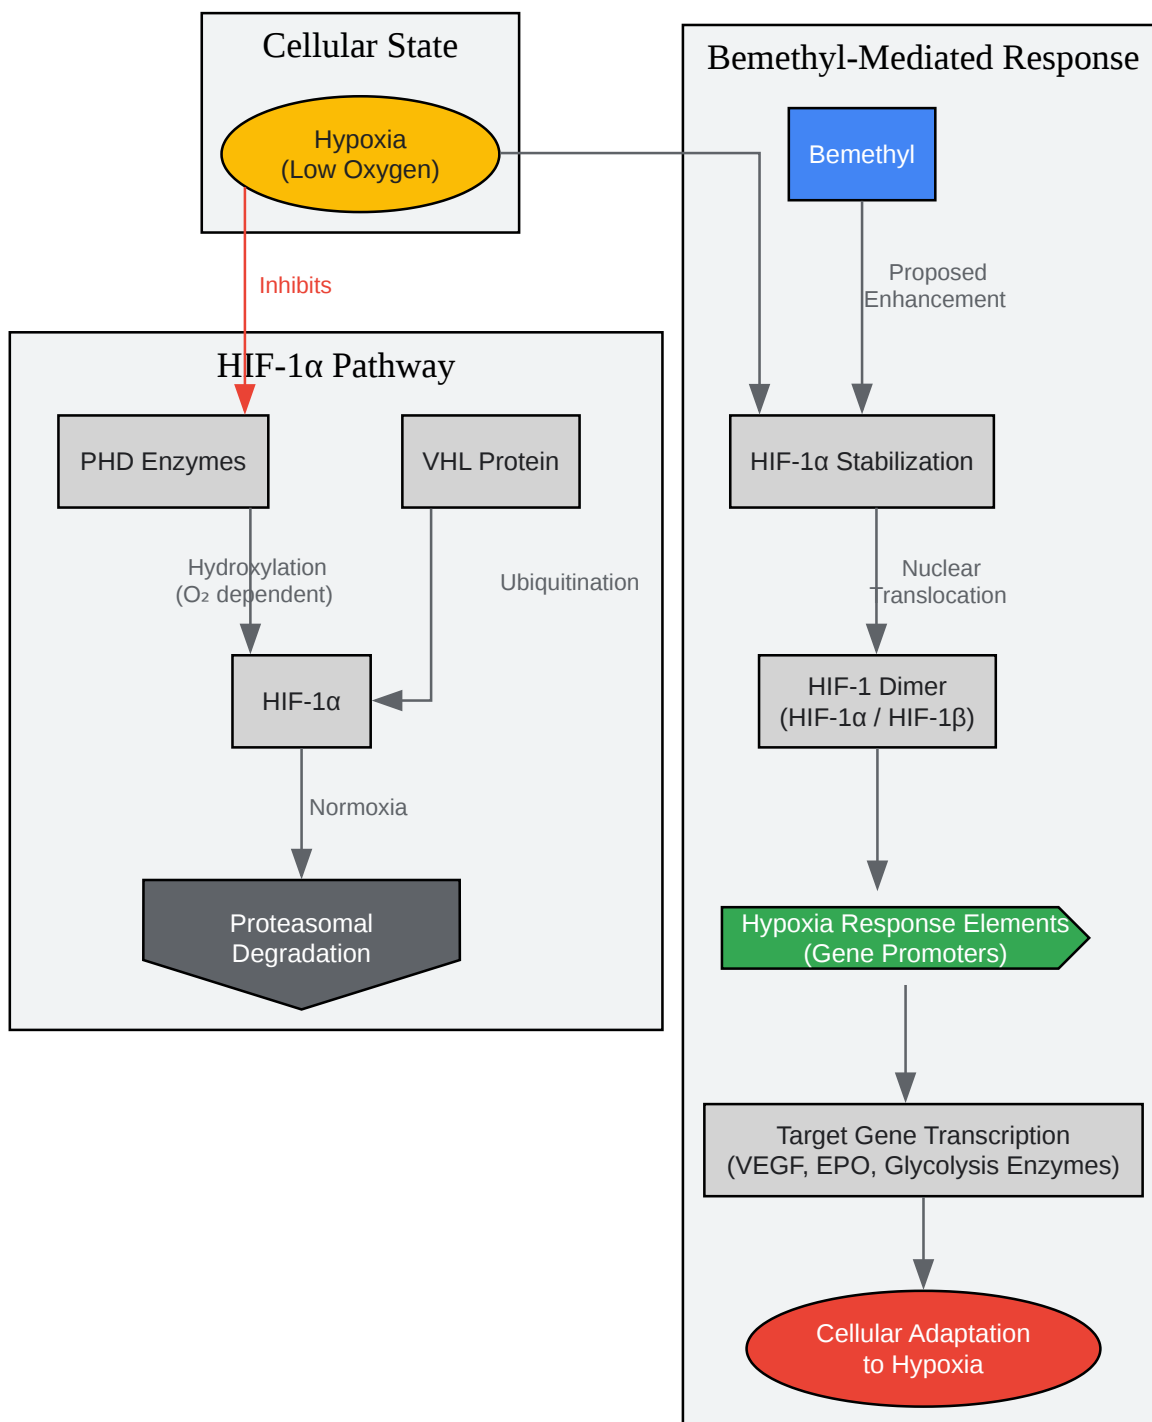 Cellular State
Hypoxia
(Low Oxygen)
Inhibits
HIF-1α Pathway
PHD Enzymes
VHL Protein
Hydroxylation
(O₂ dependent)
Ubiquitination
HIF-1α
Normoxia
Proteasomal
Degradation
Bemethyl-Mediated Response
Bemethyl
Proposed
Enhancement
HIF-1α Stabilization
Nuclear
Translocation
HIF-1 Dimer
(HIF-1α / HIF-1β)
Hypoxia Response Elements
(Gene Promoters)
Target Gene Transcription
(VEGF, EPO, Glycolysis Enzymes)
Cellular Adaptation
to Hypoxia